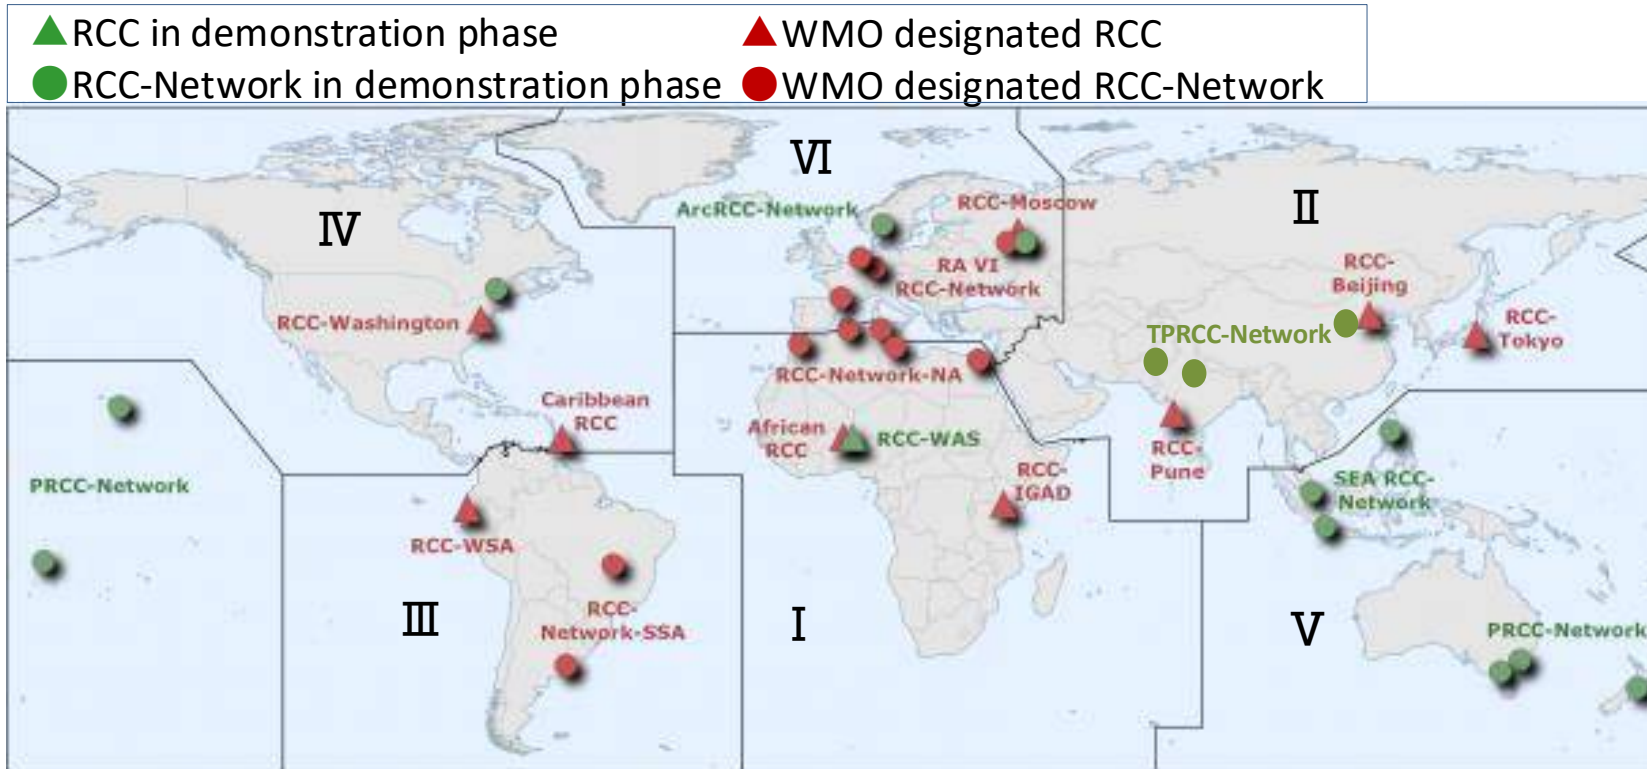 RCC in demonstration phase
WMO designated RCC
RCC-Network in demonstration phase
WMO designated RCC-Network
VI
IV
II
ArcRCC-Network
RCC-Moscow
RA VI
RCC-Network
RCC-
Beijing
RCC-Washington
TPRCC-Network
RCC-
Tokyo
RCC-Network-NA
Caribbean
RCC
African
RCC
RCC-WAS
RCC-
Pune
RCC-
IGAD
PRCC-Network
SEA RCC-
Network
RCC-WSA
RCC-
Network-SSA
III
I
V
PRCC-Network